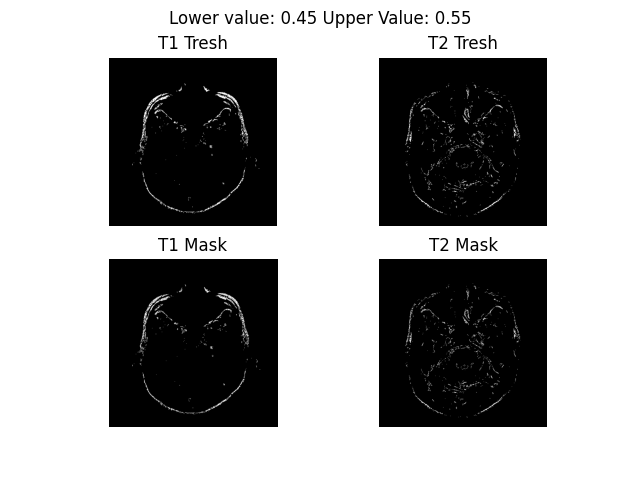 Lower value: 0.45 Upper Value: 0.55
T1 Tresh
T2 Tresh
T1 Mask
T2 Mask